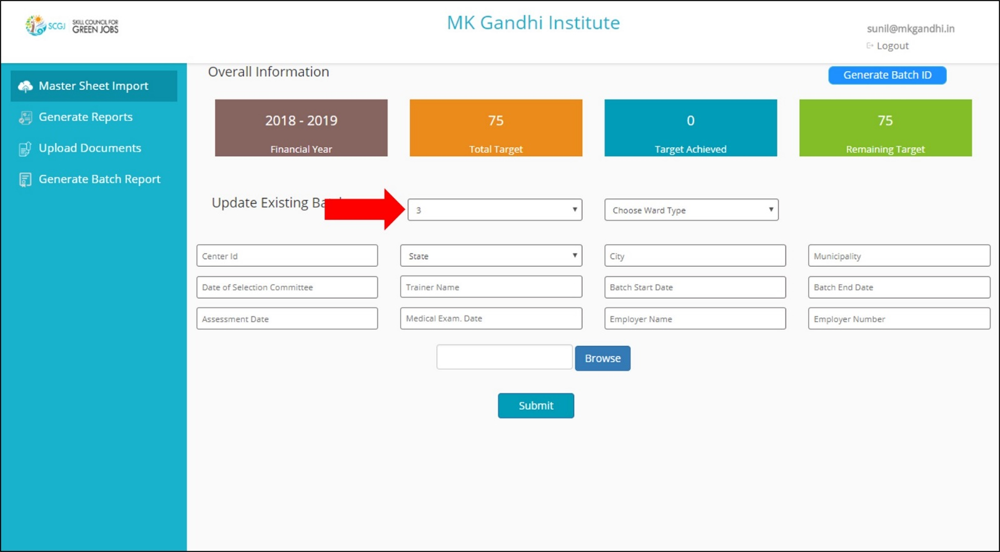 SCGJ SKILL COUNCIL FOR
GREEN JOBS
MK Gandhi Institute
sunil@mkgandhi.in
Logout
Master Sheet Import
Generate Reports
Upload Documents
Generate Batch Report
Overall Information
Generate Batch ID
2018 - 2019
Financial Year
75
Total Target
0
Target Achieved
75
Remaining Target
Update Existing
3
Choose Ward Type
Center Id
State
City
Municipality
Date of Selection Committee
Trainer Name
Batch Start Date
Batch End Date
Assessment Date
Medical Exam. Date
Employer Name
Employer Number
Browse
Submit